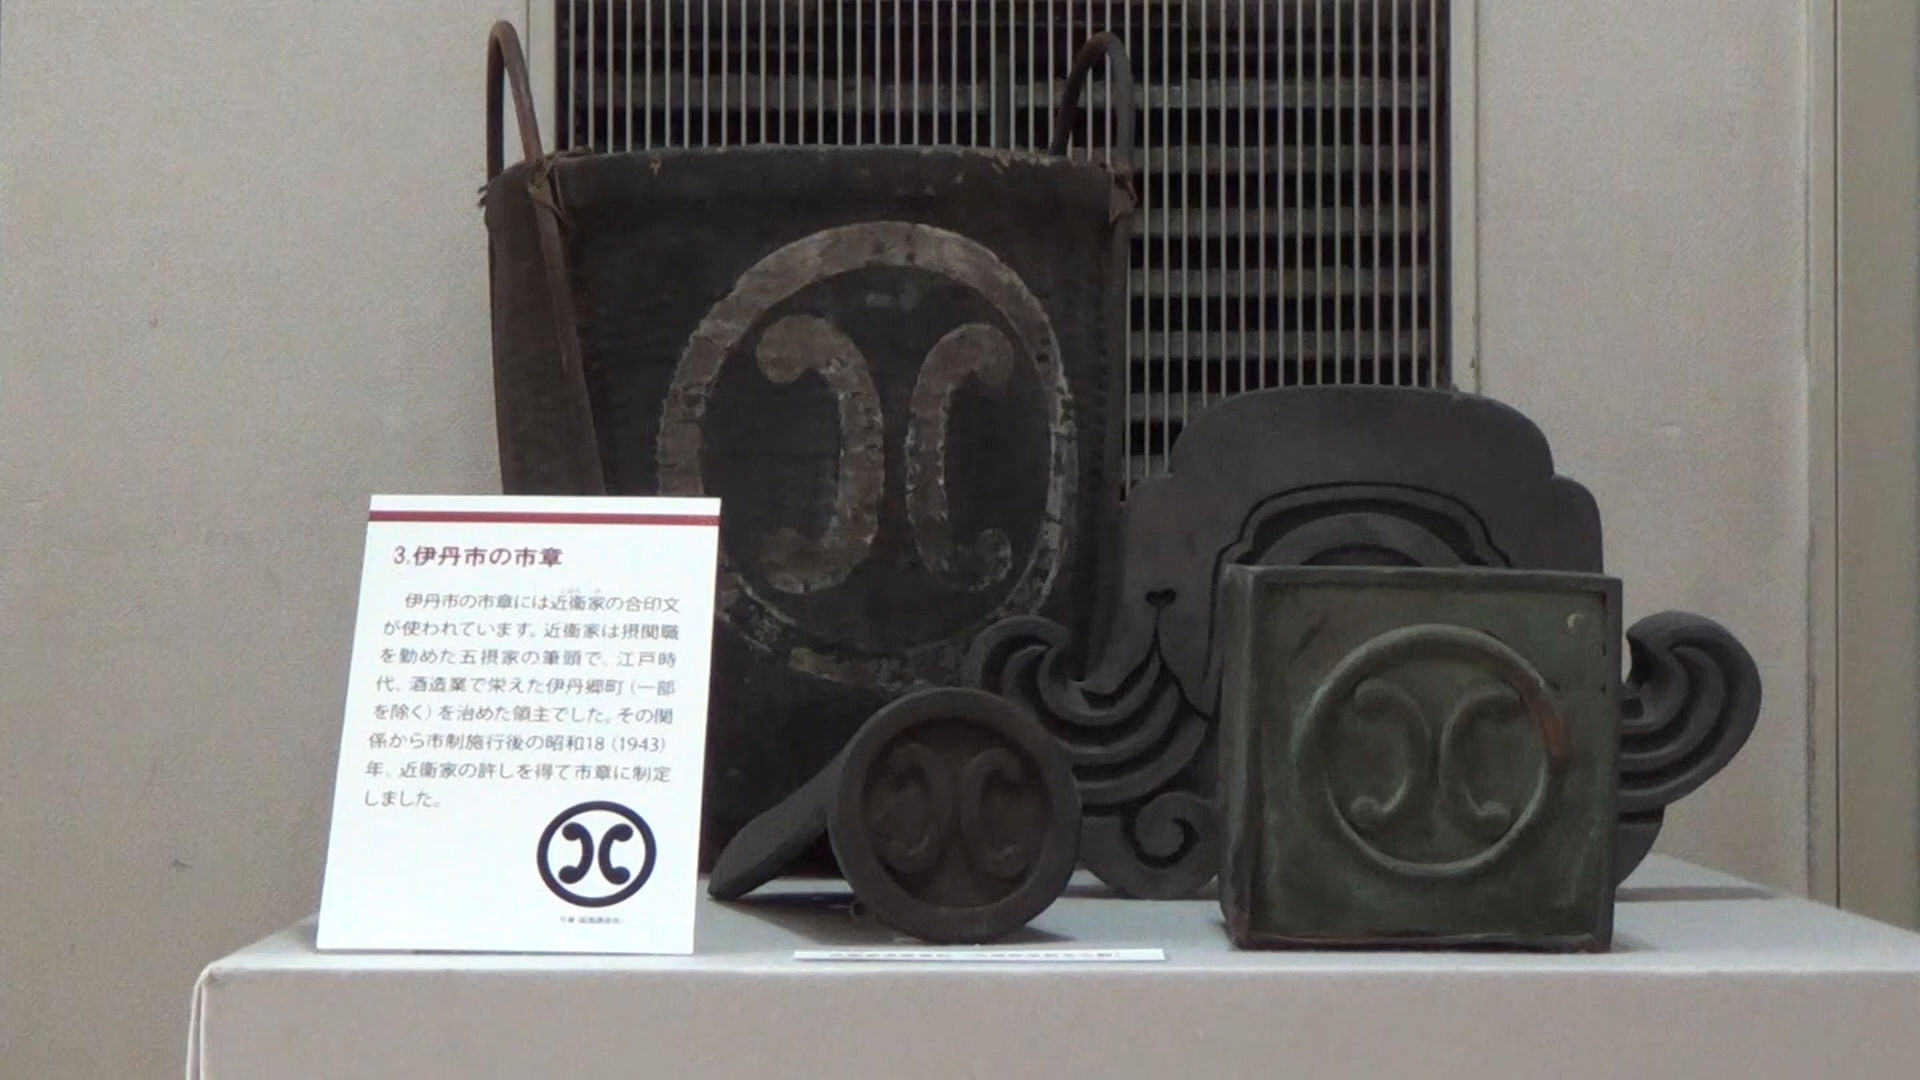 3.伊丹市の市章
伊丹市の市章には近衞家の合印文
が使われています。近衞家は摂関職
を勤めた五摂家の筆頭で、江戸時
代、酒造業で栄えた伊丹郷町（一部
を除く）を治めた領主でした。その関
係から市制施行後の昭和18（1943）
年、近衞家の許しを得て市章に制定
しました。